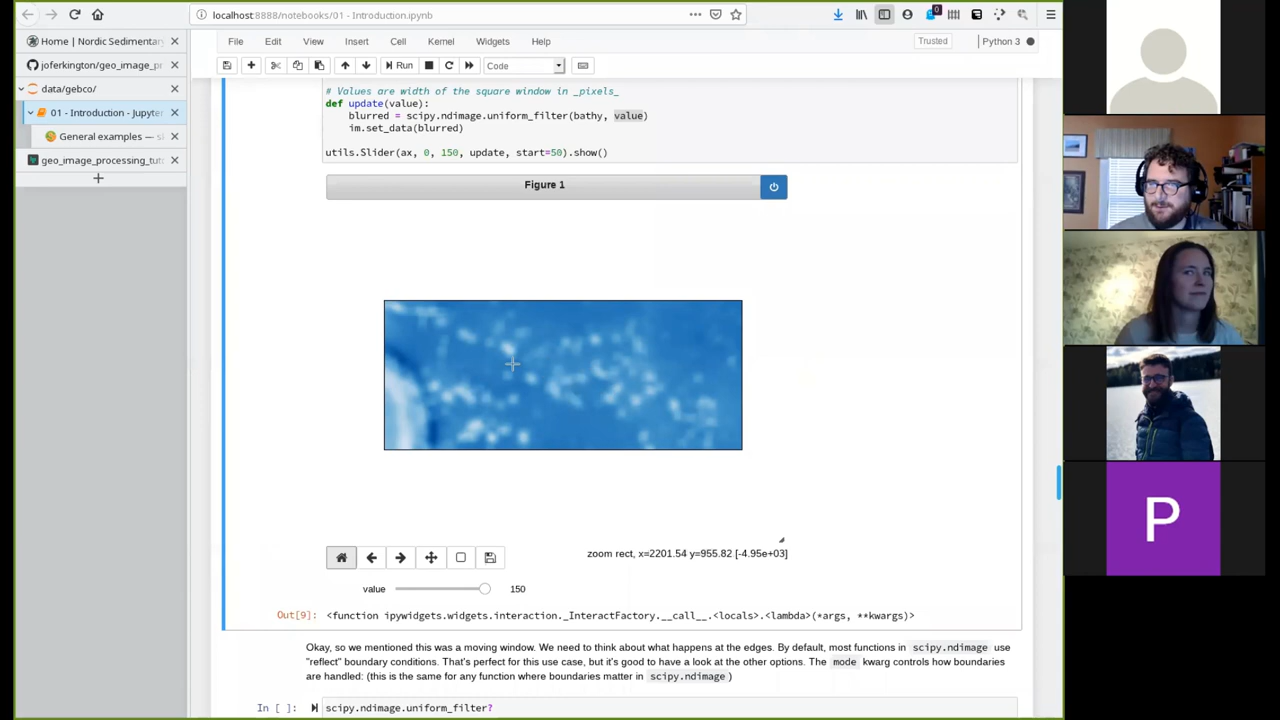 localhost:8888/notebooks/01 - Introduction.ipynb
0
Home | Nordic Sedimentar
joferkington/geo_image_pr
data/gebco/
01 - Introduction - Jupyter
General examples — s
geo_image_processing_tut
File Edit View Insert Cell Kernel Widgets Help
Trusted
Python 3
Run
Code
# Values are width of the square window in _pixels_
def update(value):
blurred = scipy.ndimage.uniform_filter(bathy, value)
im.set_data(blurred)
utils.Slider(ax, 0, 150, update, start=50).show()
Figure 1
zoom rect, x=2201.54 y=955.82 [-4.95e+03]
value 150
Out[9]: <function ipywidgets.widgets.interaction._InteractFactory.__call__.<locals>.<lambda>(*args, **kwargs)>
Okay, so we mentioned this was a moving window. We need to think about what happens at the edges. By default, most functions in scipy.ndimage use
"reflect" boundary conditions. That's perfect for this use case, but it's good to have a look at the other options. The mode kwarg controls how boundaries
are handled: (this is the same for any function where boundaries matter in scipy.ndimage)
In [ ]: scipy.ndimage.uniform_filter?
P